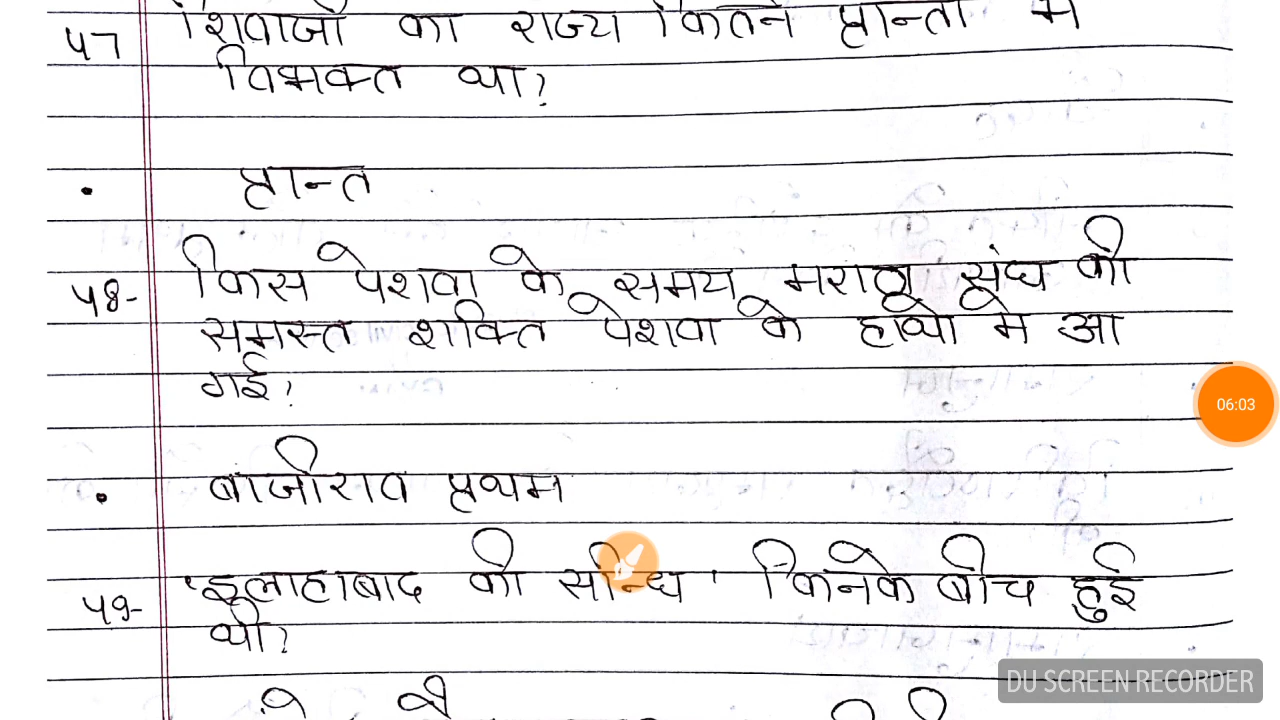 57 शिवाजी का राज्य कितने प्रान्तो में
विभक्त था?
• प्रान्त
58- किस पेशवा के समय मराठा संघ की
समस्त शक्ति पेशवा के हाथो मे आ
गई?
06:03
• बाजीराव प्रथम
59- 'इलाहाबाद की सन्धि' किनके बीच हुई
थी?
DU SCREEN RECORDER